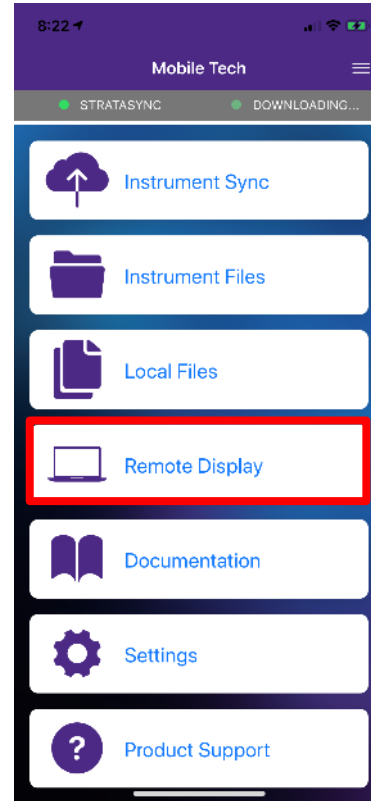 8:22
Mobile Tech
STRATASYNC DOWNLOADING...
Instrument Sync
Instrument Files
Local Files
Remote Display
Documentation
Settings
? Product Support